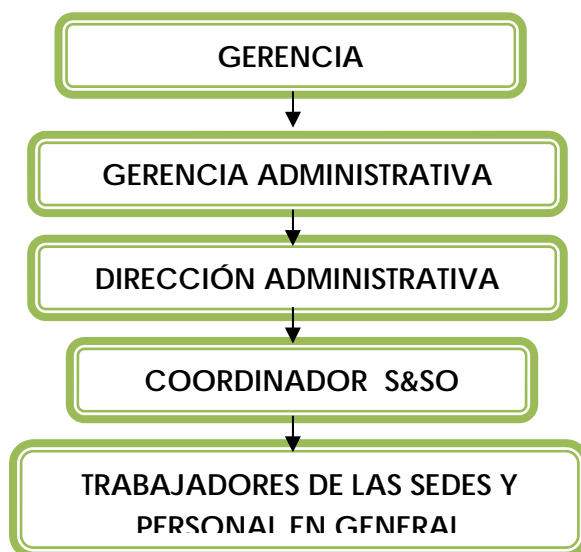 GERENCIA
GERENCIA ADMINISTRATIVA
DIRECCIÓN ADMINISTRATIVA
COORDINADOR S&SO
TRABAJADORES DE LAS SEDES Y
PERSONAL EN GENERAL